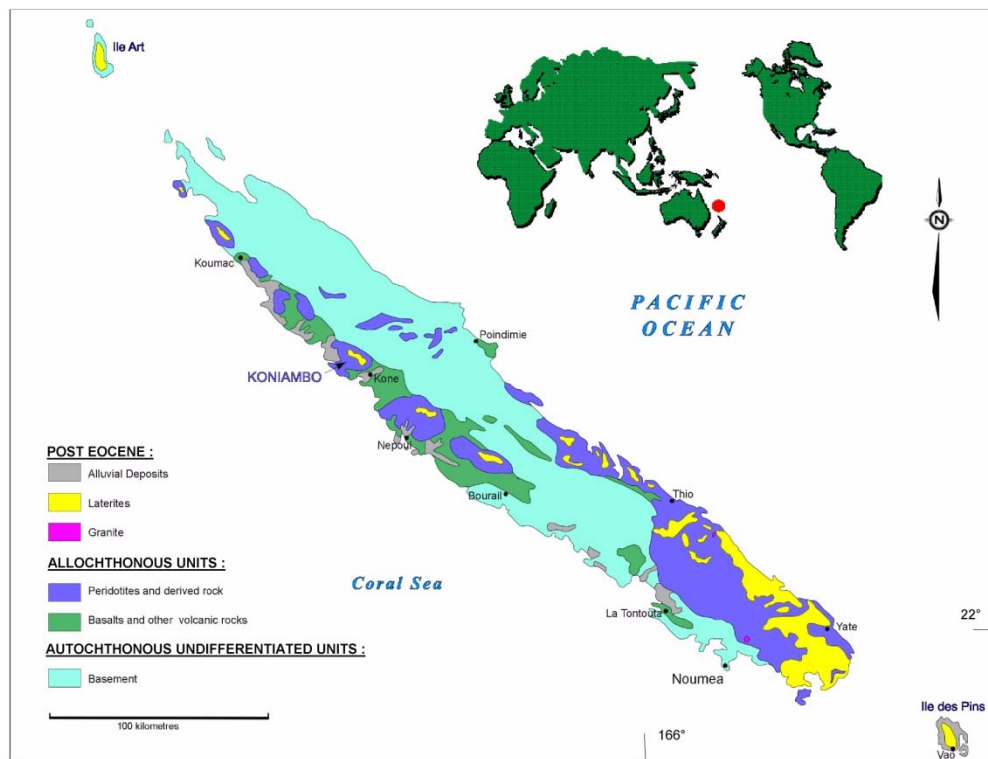 Ile Art
N
Koumac
PACIFIC
OCEAN
Poindimie
KONIAMBO
Kone
Nepoui
Bourail
Thio
POST EOCENE :
Alluvial Deposits
Laterites
Granite
ALLOCHTHONOUS UNITS :
Peridotites and derived rock
Basalts and other volcanic rocks
AUTOCHTHONOUS UNDIFFERENTIATED UNITS :
Basement
100 kilometres
Coral Sea
La Tontouta
22°
Yate
Noumea
166°
Ile des Pins
Vao